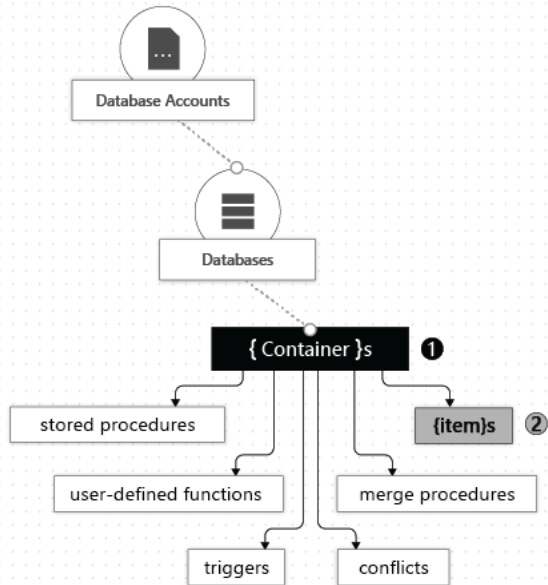 ...
Database Accounts
Databases
{ Container }s ❶
stored procedures
{item}s ②
user-defined functions
merge procedures
triggers
conflicts